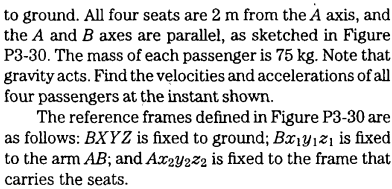 to ground. All four seats are 2 m from the A axis, and
the A and B axes are parallel, as sketched in Figure
P3-30. The mass of each passenger is 75 kg. Note that
gravity acts. Find the velocities and accelerations of all
four passengers at the instant shown.
The reference frames defined in Figure P3-30 are
as follows: BXYZ is fixed to ground; Bx₁y₁z₁ is fixed
to the arm AB; and Ax₂y₂z₂ is fixed to the frame that
carries the seats.